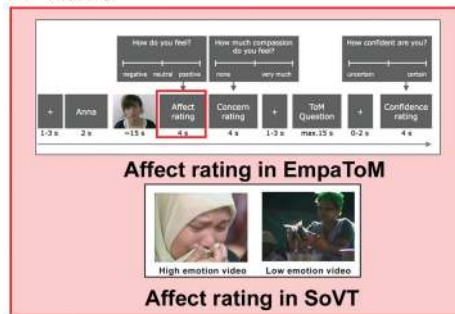 How do you feel?
negative neutral positive
How much compassion do you feel?
none very much
How confident are you?
uncertain certain
+
Anna
Affect rating
Concern rating
+
ToM Question
+
Confidence rating
1-3 s
2 s
~15 s
4 s
4 s
1-3 s
max.15 s
0-2 s
4 s
Affect rating in EmpaToM
High emotion video
Low emotion video
Affect rating in SoVT